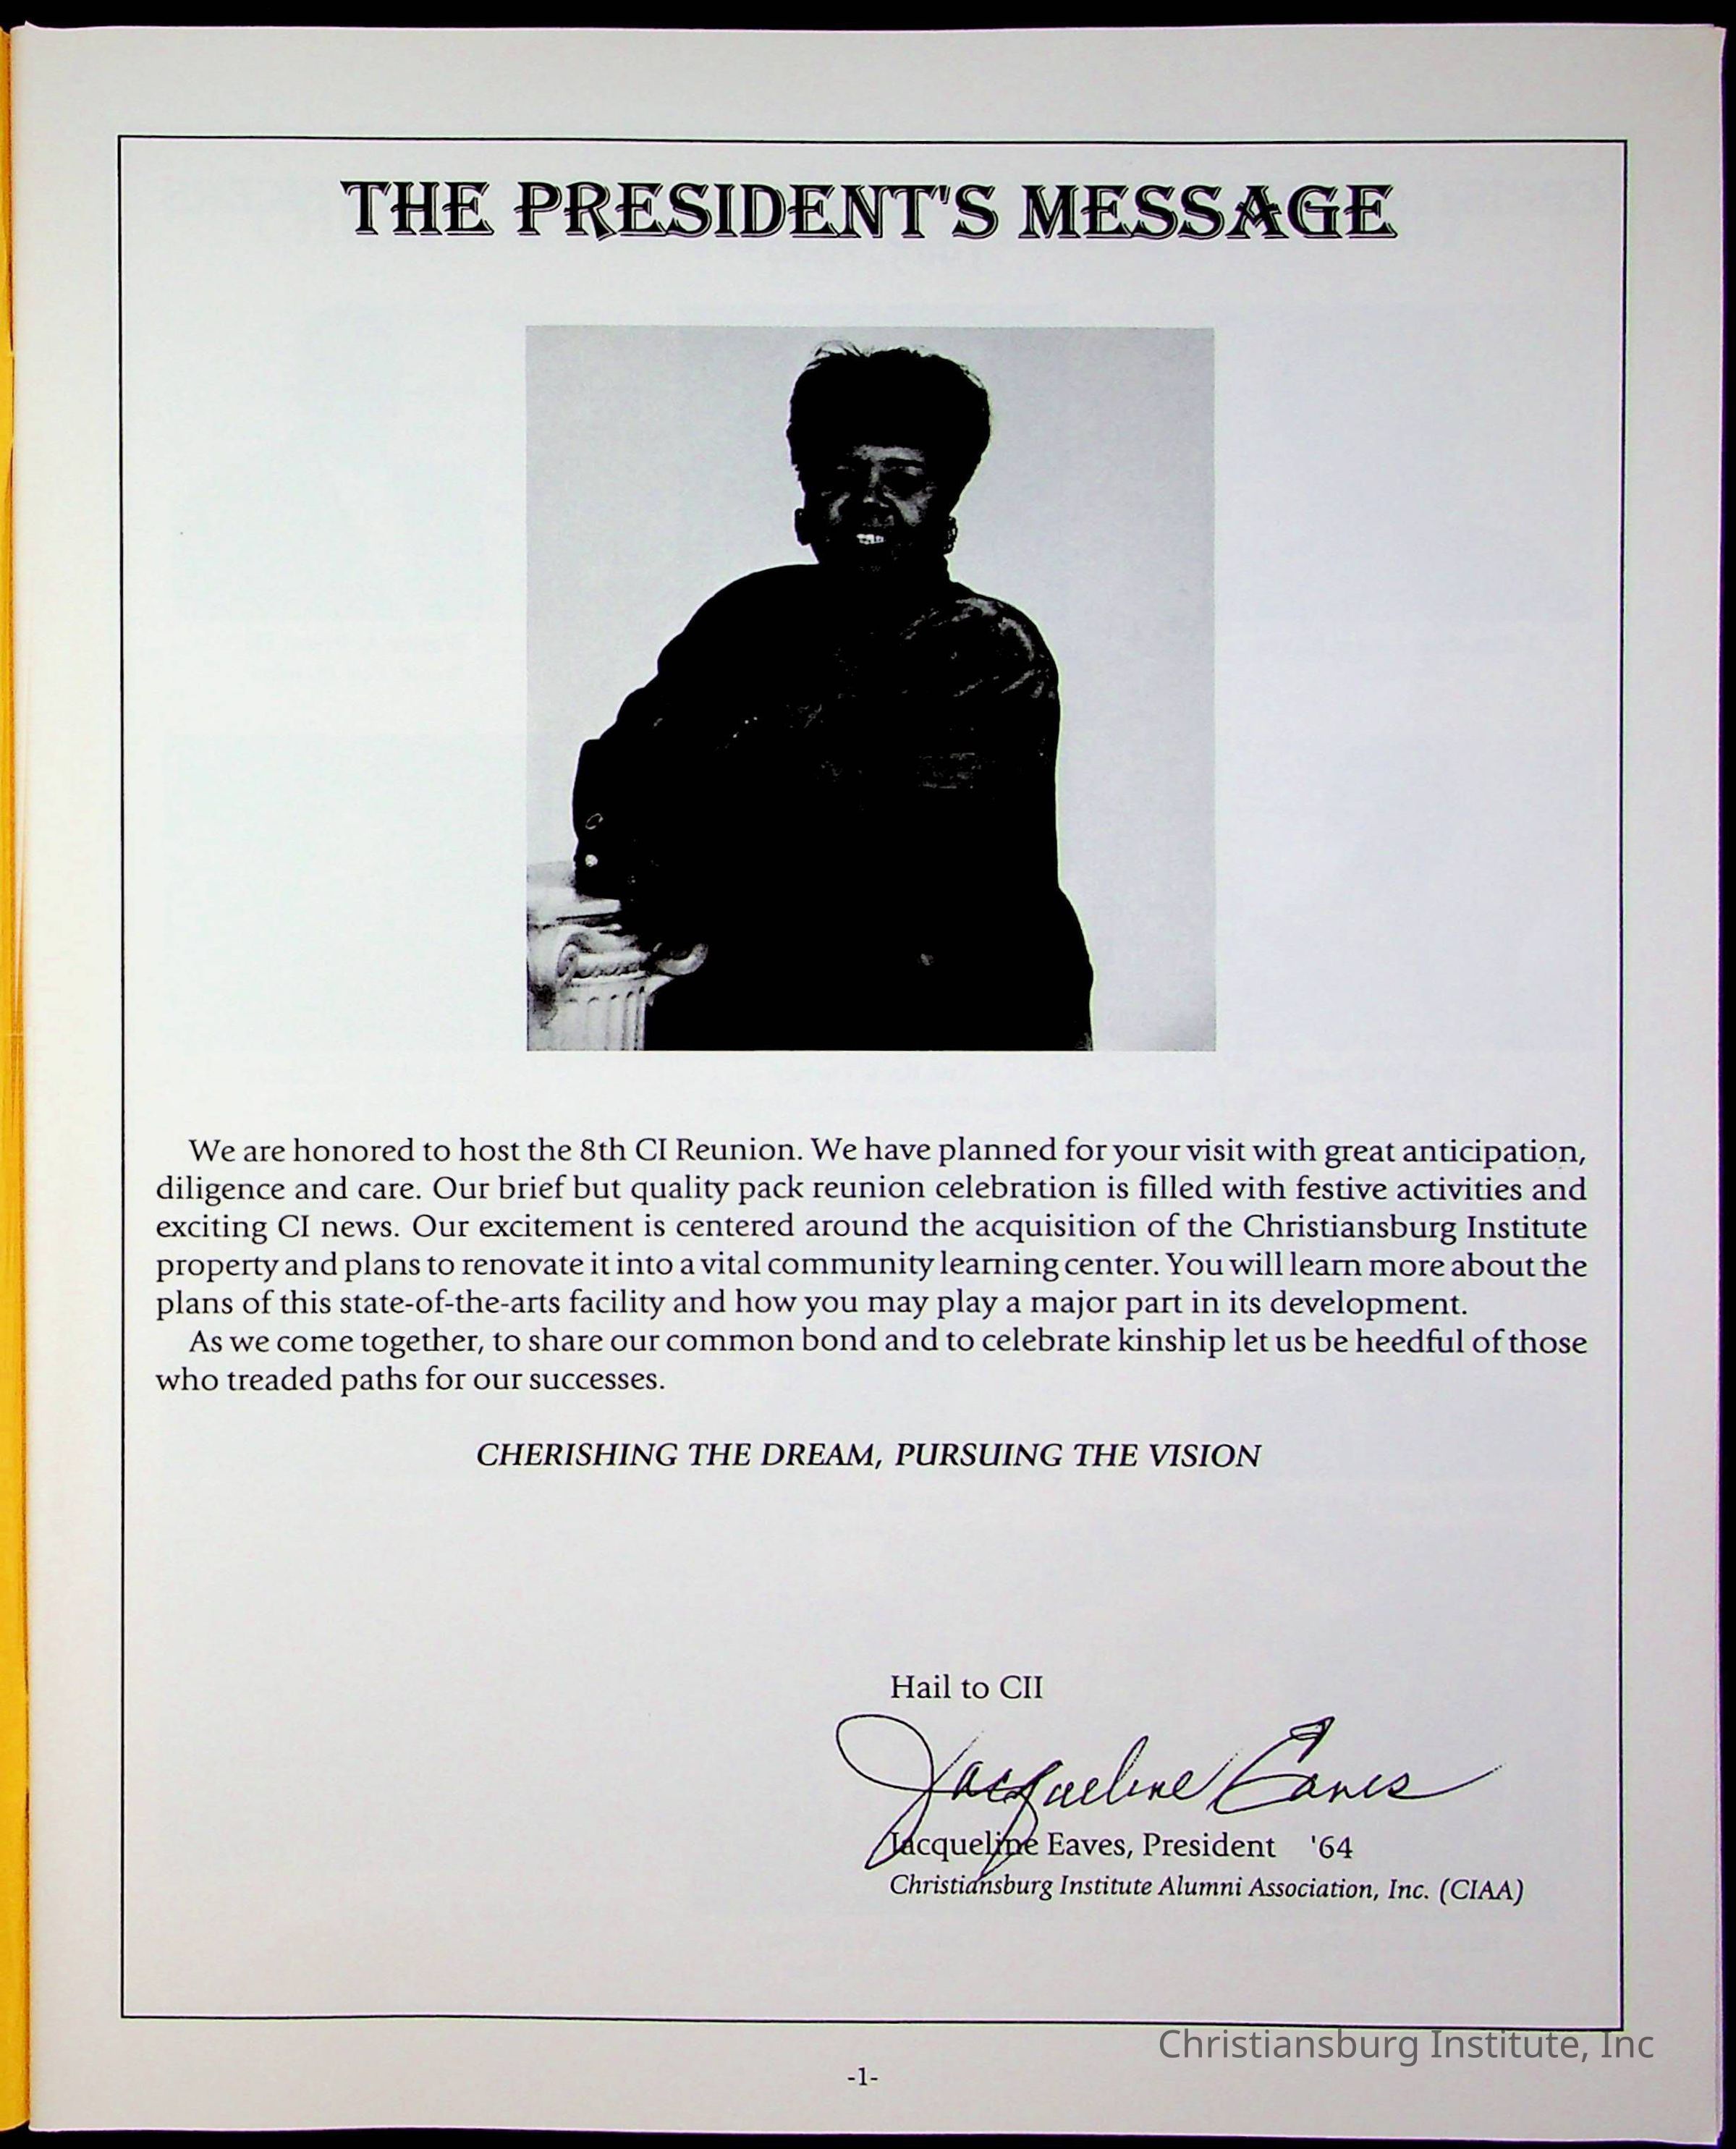 THE PRESIDENT'S MESSAGE
We are honored to host the 8th CI Reunion. We have planned for your visit with great anticipation,
diligence and care. Our brief but quality pack reunion celebration is filled with festive activities and
exciting CI news. Our excitement is centered around the acquisition of the Christiansburg Institute
property and plans to renovate it into a vital community learning center. You will learn more about the
plans of this state-of-the-arts facility and how you may play a major part in its development.
As we come together, to share our common bond and to celebrate kinship let us be heedful of those
who treaded paths for our successes.
CHERISHING THE DREAM, PURSUING THE VISION
Hail to CII
Jacqueline Eaves
Jacqueline Eaves, President '64
Christiansburg Institute Alumni Association, Inc. (CIAA)
Christiansburg Institute, Inc
-1-